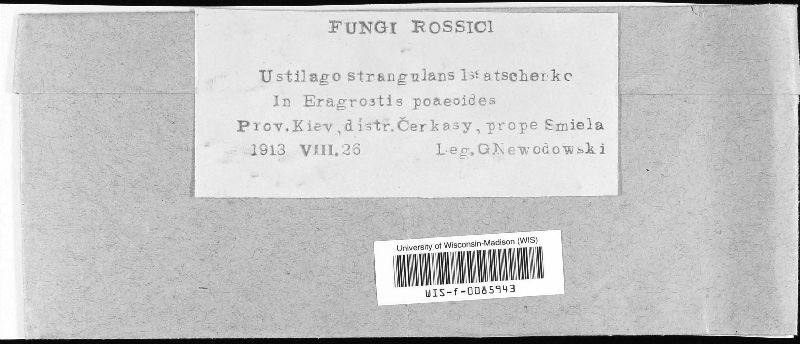 FUNGI ROSSICI
Ustilago strangulans Issatschenko
In Eragrostis poaeoides
Prov. Kiev, distr. Čerkasy, prope Smiela
1913 VIII. 26 Leg. G Newodowski
University of Wisconsin-Madison (WIS)
WIS-f-0085943